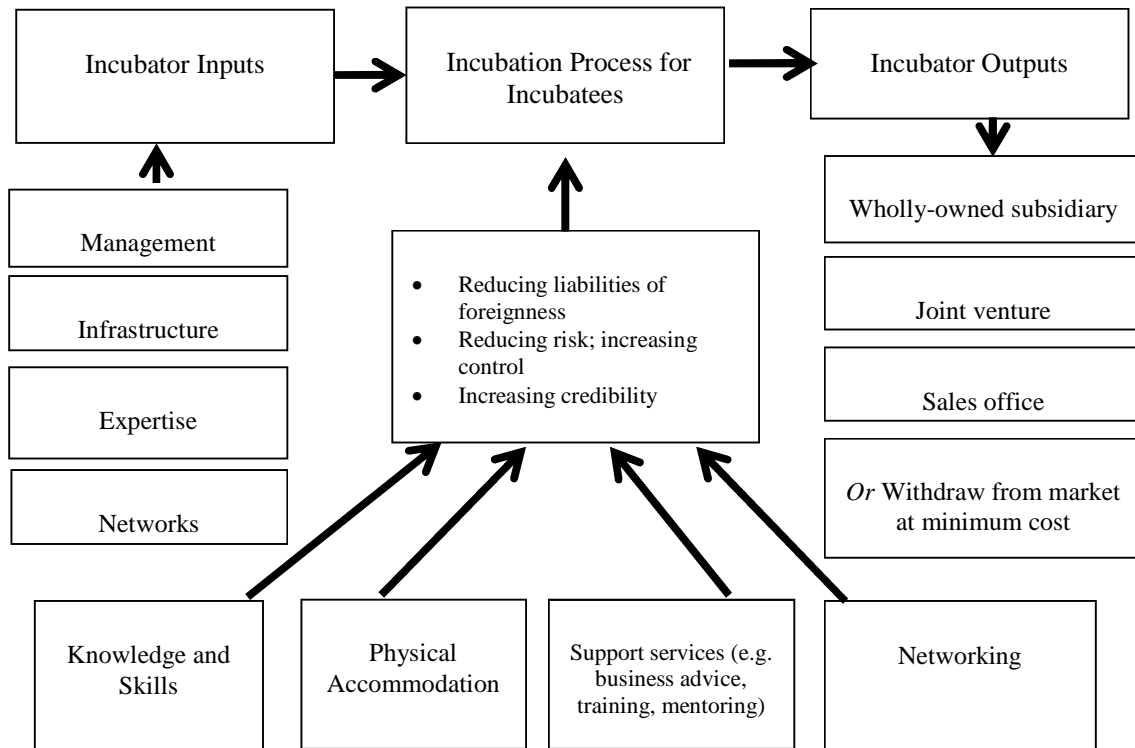 Incubator Inputs
Incubation Process for
Incubatees
Incubator Outputs
Management
Infrastructure
Expertise
Networks
• Reducing liabilities of
foreignness
• Reducing risk; increasing
control
• Increasing credibility
Wholly-owned subsidiary
Joint venture
Sales office
Or Withdraw from market
at minimum cost
Knowledge and
Skills
Physical
Accommodation
Support services (e.g.
business advice,
training, mentoring)
Networking